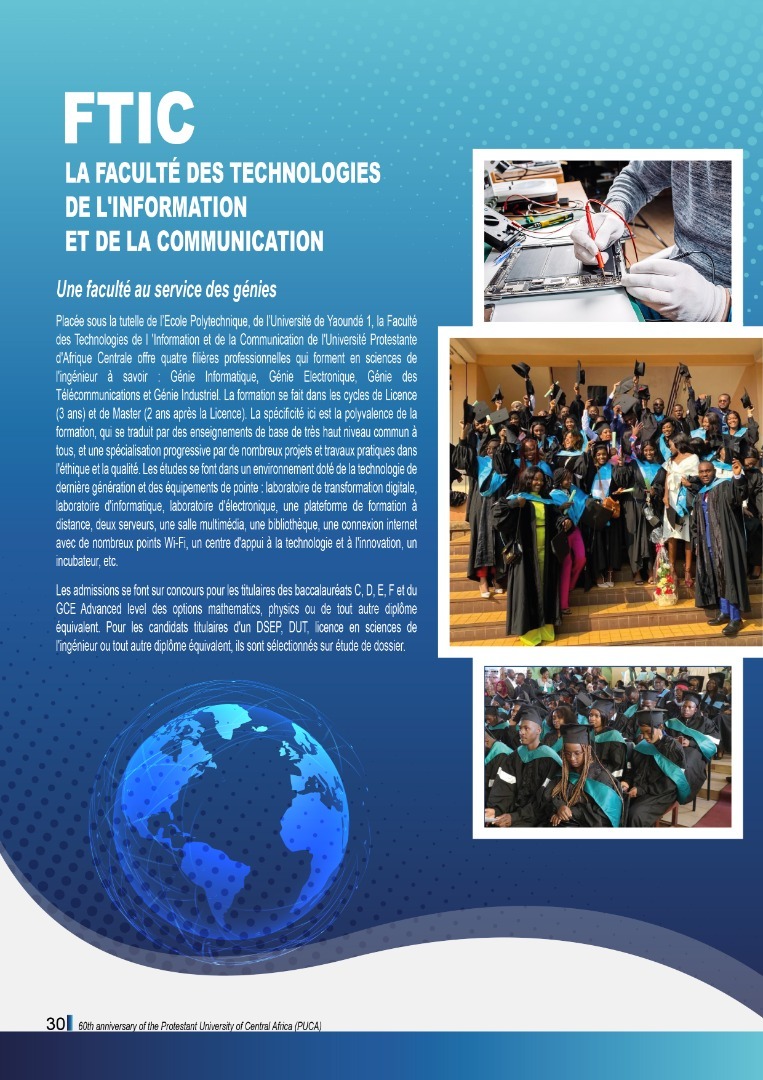 FTIC
LA FACULTÉ DES TECHNOLOGIES
DE L'INFORMATION
ET DE LA COMMUNICATION
Une faculté au service des génies
Placée sous la tutelle de l'Ecole Polytechnique, de l'Université de Yaoundé 1, la Faculté
des Technologies de l 'Information et de la Communication de l'Université Protestante
d'Afrique Centrale offre quatre filières professionnelles qui forment en sciences de
l'ingénieur à savoir : Génie Informatique, Génie Electronique, Génie des
Télécommunications et Génie Industriel. La formation se fait dans les cycles de Licence
(3 ans) et de Master (2 ans après la Licence). La spécificité ici est la polyvalence de la
formation, qui se traduit par des enseignements de base de très haut niveau commun à
tous, et une spécialisation progressive par de nombreux projets et travaux pratiques dans
l'éthique et la qualité. Les études se font dans un environnement doté de la technologie de
dernière génération et des équipements de pointe : laboratoire de transformation digitale,
laboratoire d'informatique, laboratoire d'électronique, une plateforme de formation à
distance, deux serveurs, une salle multimédia, une bibliothèque, une connexion internet
avec de nombreux points Wi-Fi, un centre d'appui à la technologie et à l'innovation, un
incubateur, etc.
Les admissions se font sur concours pour les titulaires des baccalauréats C, D, E, F et du
GCE Advanced level des options mathematics, physics ou de tout autre diplôme
équivalent. Pour les candidats titulaires d'un DSEP, DUT, licence en sciences de
l'ingénieur ou tout autre diplôme équivalent, ils sont sélectionnés sur étude de dossier.
30 60th anniversary of the Protestant University of Central Africa (PUCA)